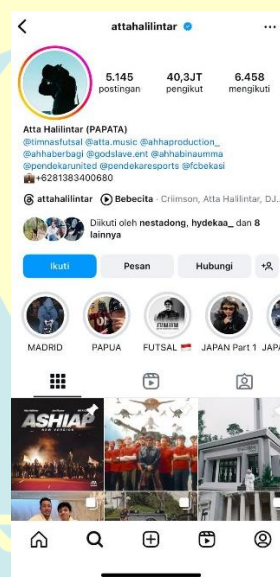 attahalilintar
5.145 40,3JT 6.458
postingan pengikut mengikuti
Atta Halilintar (PAPATA)
@timnasfutsal @atta.music @ahhaproduction_
@ahhaberbagi @godslave.ent @ahhabinaumma
@pendekarunited @pendekaresports @fcbekasi
+6281383400680
attahalilintar Bebecita · Criimson, Atta Halilintar, DJ...
Diikuti oleh nestadong, hydekaa_ dan 8
lainnya
Ikuti Pesan Hubungi
MADRID PAPUA FUTSAL JAPAN Part 1 JAPA
ASHIAP